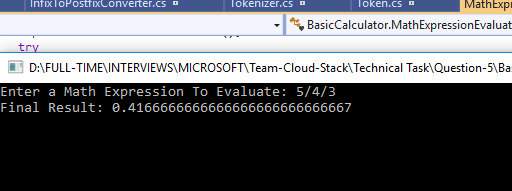 InfixToPostfixConverter.cs Tokenizer.cs Token.cs MathExpr
BasicCalculator.MathExpressionEvaluat
try
D:\FULL-TIME\INTERVIEWS\MICROSOFT\Team-Cloud-Stack\Technical Task\Question-5\Ba
Enter a Math Expression To Evaluate: 5/4/3
Final Result: 0.4166666666666666666666666667